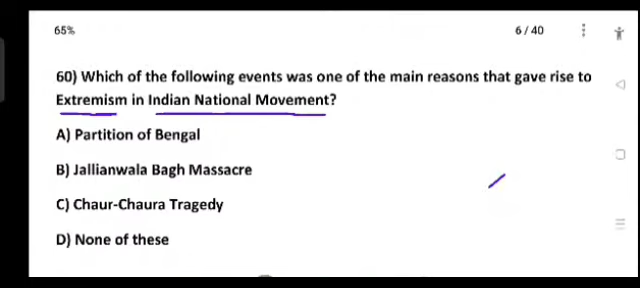 65%
6 / 40
60) Which of the following events was one of the main reasons that gave rise to
Extremism in Indian National Movement?
A) Partition of Bengal
B) Jallianwala Bagh Massacre
C) Chaur-Chaura Tragedy
D) None of these